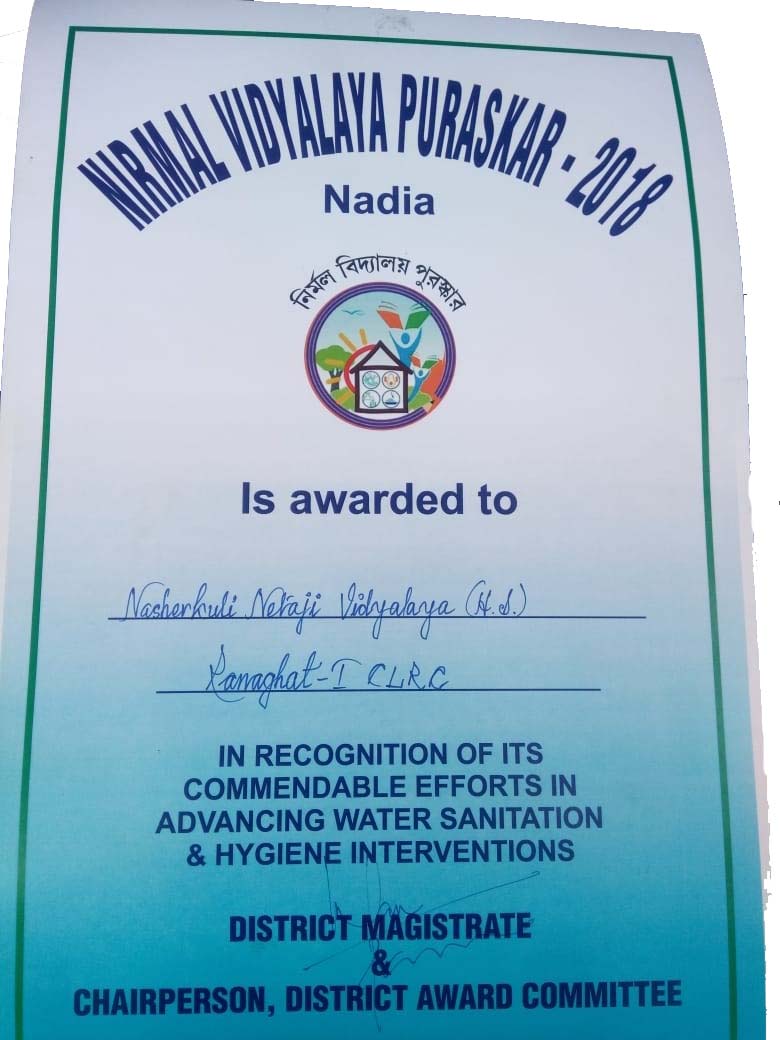 NIRMAL VIDYALAYA PURASKAR - 2018
Nadia
নির্মল বিদ্যালয় পুরস্কার
Is awarded to
Nasherkuli Netaji Vidyalaya (H.S.)
Ranaghat-I CLRC
IN RECOGNITION OF ITS
COMMENDABLE EFFORTS IN
ADVANCING WATER SANITATION
& HYGIENE INTERVENTIONS
DISTRICT MAGISTRATE
&
CHAIRPERSON, DISTRICT AWARD COMMITTEE